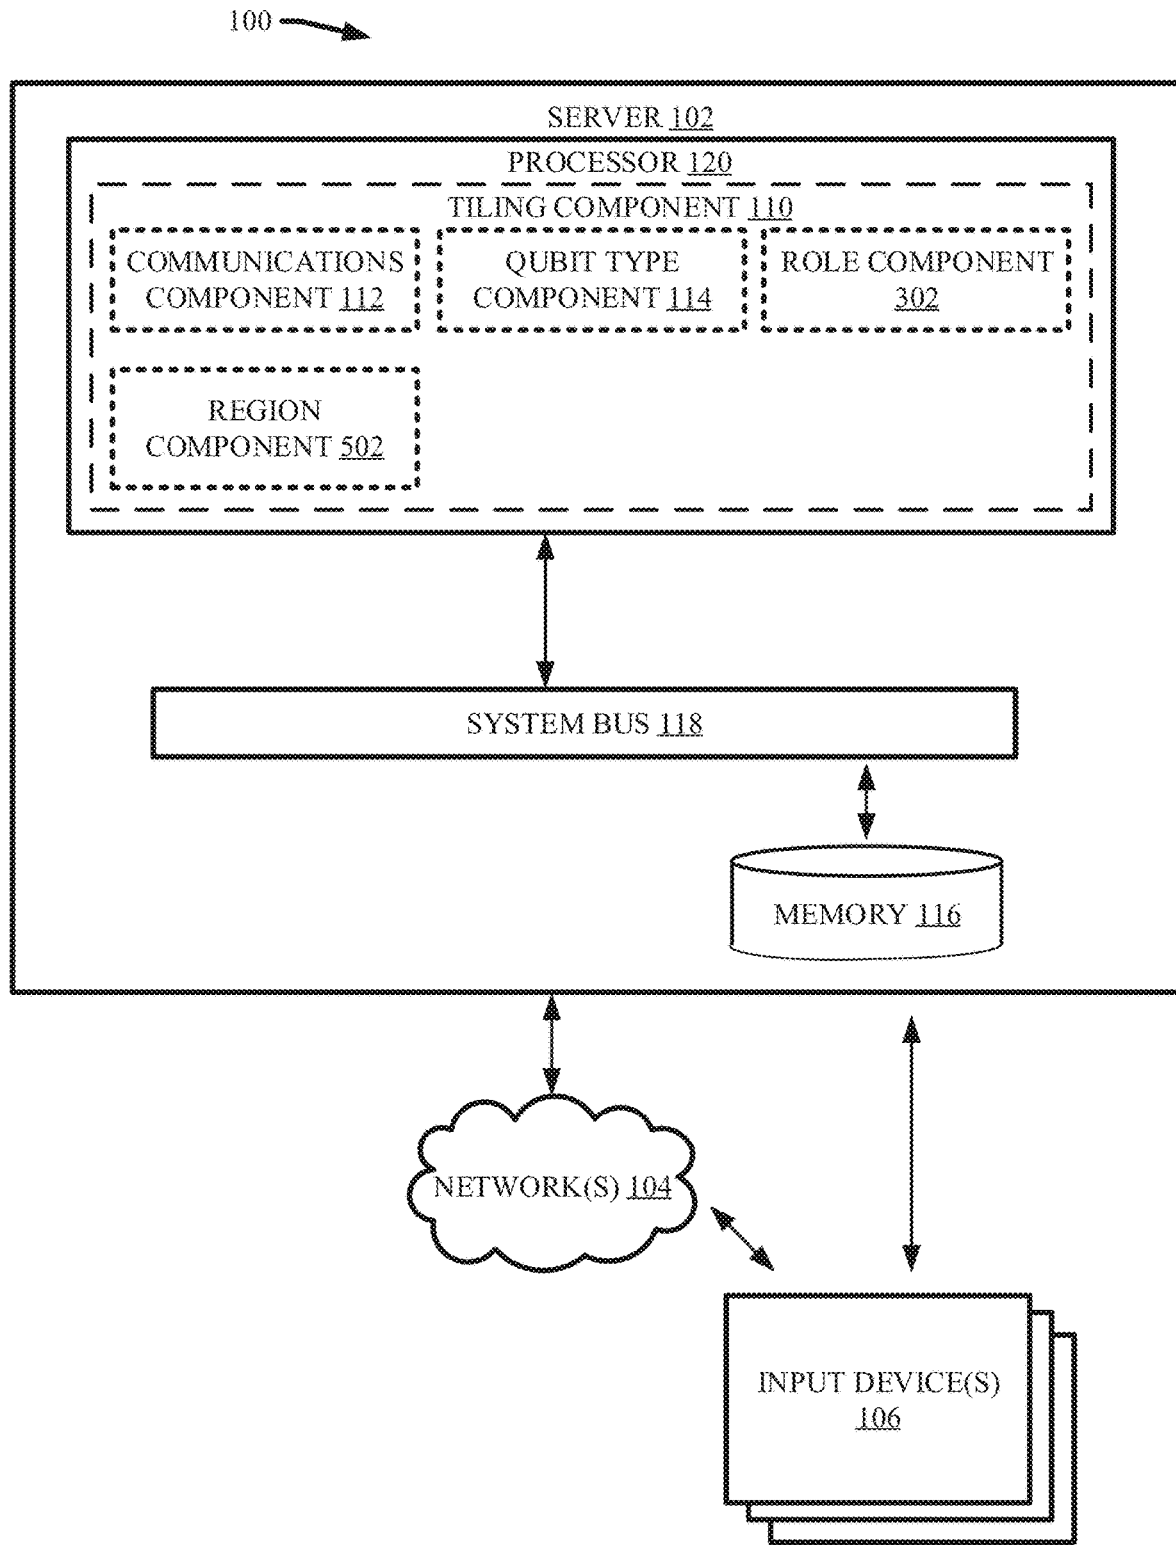 100
SERVER 102
PROCESSOR 120
TILING COMPONENT 110
COMMUNICATIONS
COMPONENT 112
QUBIT TYPE
COMPONENT 114
ROLE COMPONENT
302
REGION
COMPONENT 502
SYSTEM BUS 118
MEMORY 116
NETWORK(S) 104
INPUT DEVICE(S)
106